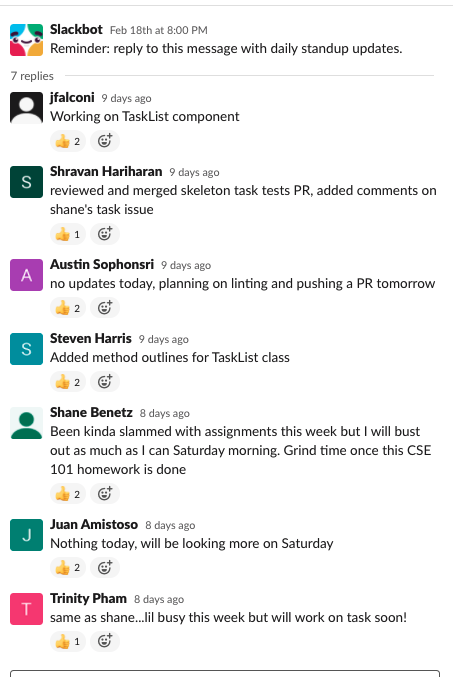 Slackbot Feb 18th at 8:00 PM
Reminder: reply to this message with daily standup updates.
7 replies
jfalconi 9 days ago
Working on TaskList component
👍 2
S
Shravan Hariharan 9 days ago
reviewed and merged skeleton task tests PR, added comments on
shane's task issue
👍 1
A
Austin Sophonsri 9 days ago
no updates today, planning on linting and pushing a PR tomorrow
👍 2
S
Steven Harris 9 days ago
Added method outlines for TaskList class
👍 2
Shane Benetz 8 days ago
Been kinda slammed with assignments this week but I will bust
out as much as I can Saturday morning. Grind time once this CSE
101 homework is done
👍 2
J
Juan Amistoso 8 days ago
Nothing today, will be looking more on Saturday
👍 2
T
Trinity Pham 8 days ago
same as shane...lil busy this week but will work on task soon!
👍 1